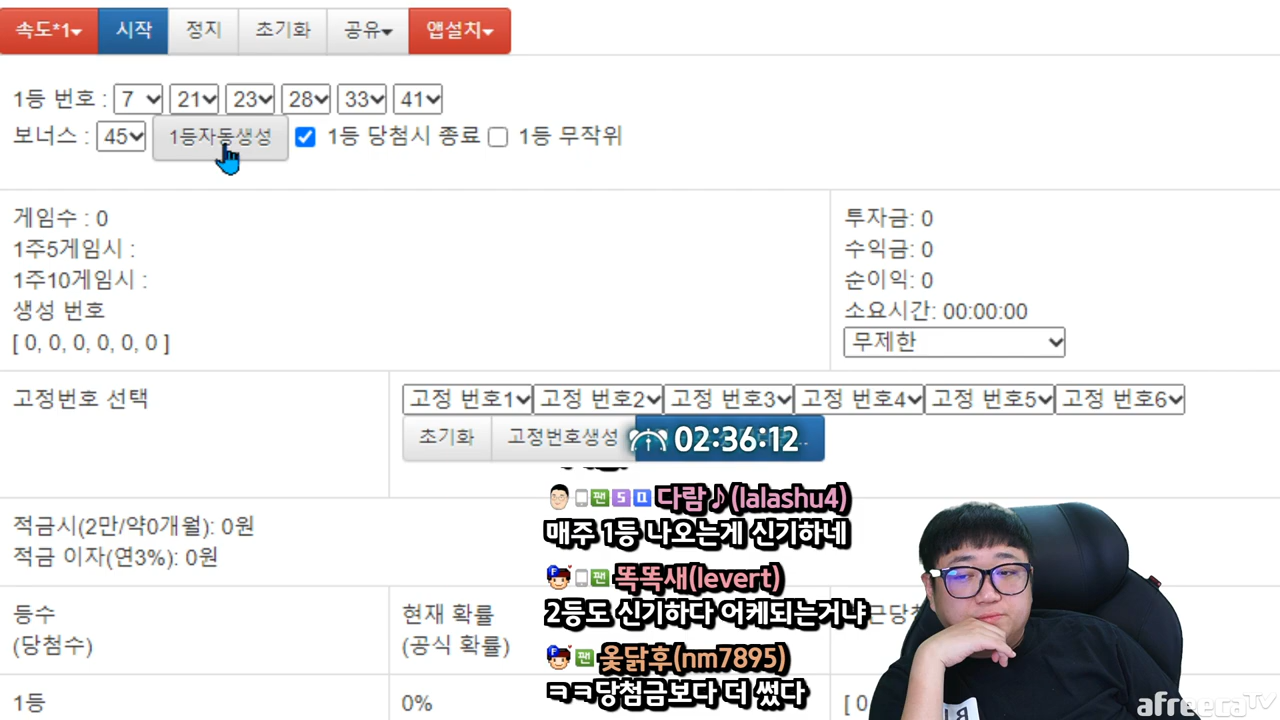 속도*1 시작 정지 초기화 공유 앱설치
1등 번호 : 7 21 23 28 33 41
보너스 : 45 1등자동생성 1등 당첨시 종료 1등 무작위
게임수 : 0
1주5게임시 :
1주10게임시 :
생성 번호
[ 0, 0, 0, 0, 0, 0 ]
투자금: 0
수익금: 0
순이익: 0
소요시간: 00:00:00
무제한
고정번호 선택
고정 번호1 고정 번호2 고정 번호3 고정 번호4 고정 번호5 고정 번호6
초기화 고정번호생성
02:36:12
적금시(2만/약0개월): 0원
적금 이자(연3%): 0원
등수
(당첨수)
현재 확률
(공식 확률)
1등
0%
[ 0
팬 5 다람♪(lalashu4)
매주 1등 나오는게 신기하네
F 팬 똑똑새(levert)
2등도 신기하다 어케되는거냐
F 팬 옻닭후(nm7895)
ㅋㅋ당첨금보다 더 썼다
afreecaTV